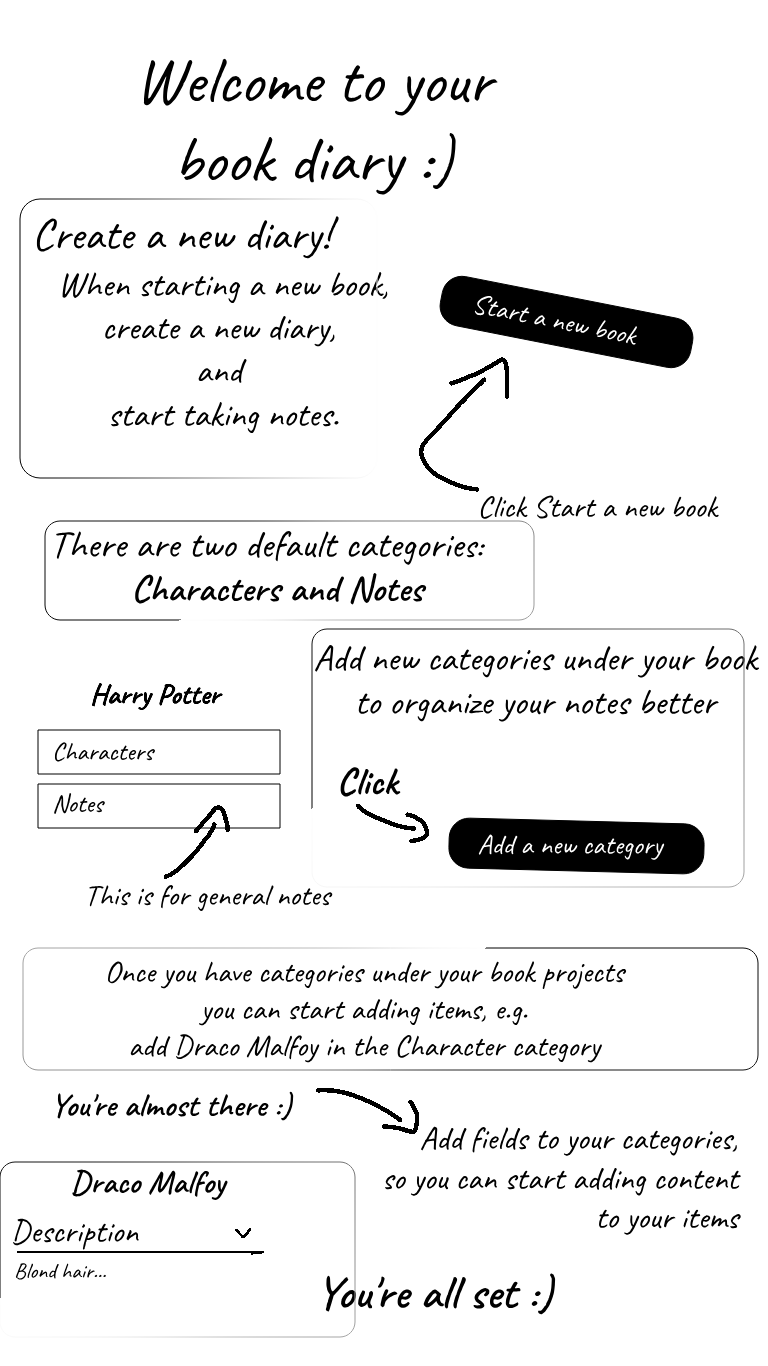 Welcome to your
book diary :)
Create a new diary!
When starting a new book,
create a new diary,
and
start taking notes.
Start a new book
Click Start a new book
There are two default categories:
Characters and Notes
Harry Potter
Characters
Notes
This is for general notes
Add new categories under your book
to organize your notes better
Click
Add a new category
Once you have categories under your book projects
you can start adding items, e.g.
add Draco Malfoy in the Character category
You're almost there :)
Add fields to your categories,
so you can start adding content
to your items
Draco Malfoy
Description
Blond hair...
You're all set :)